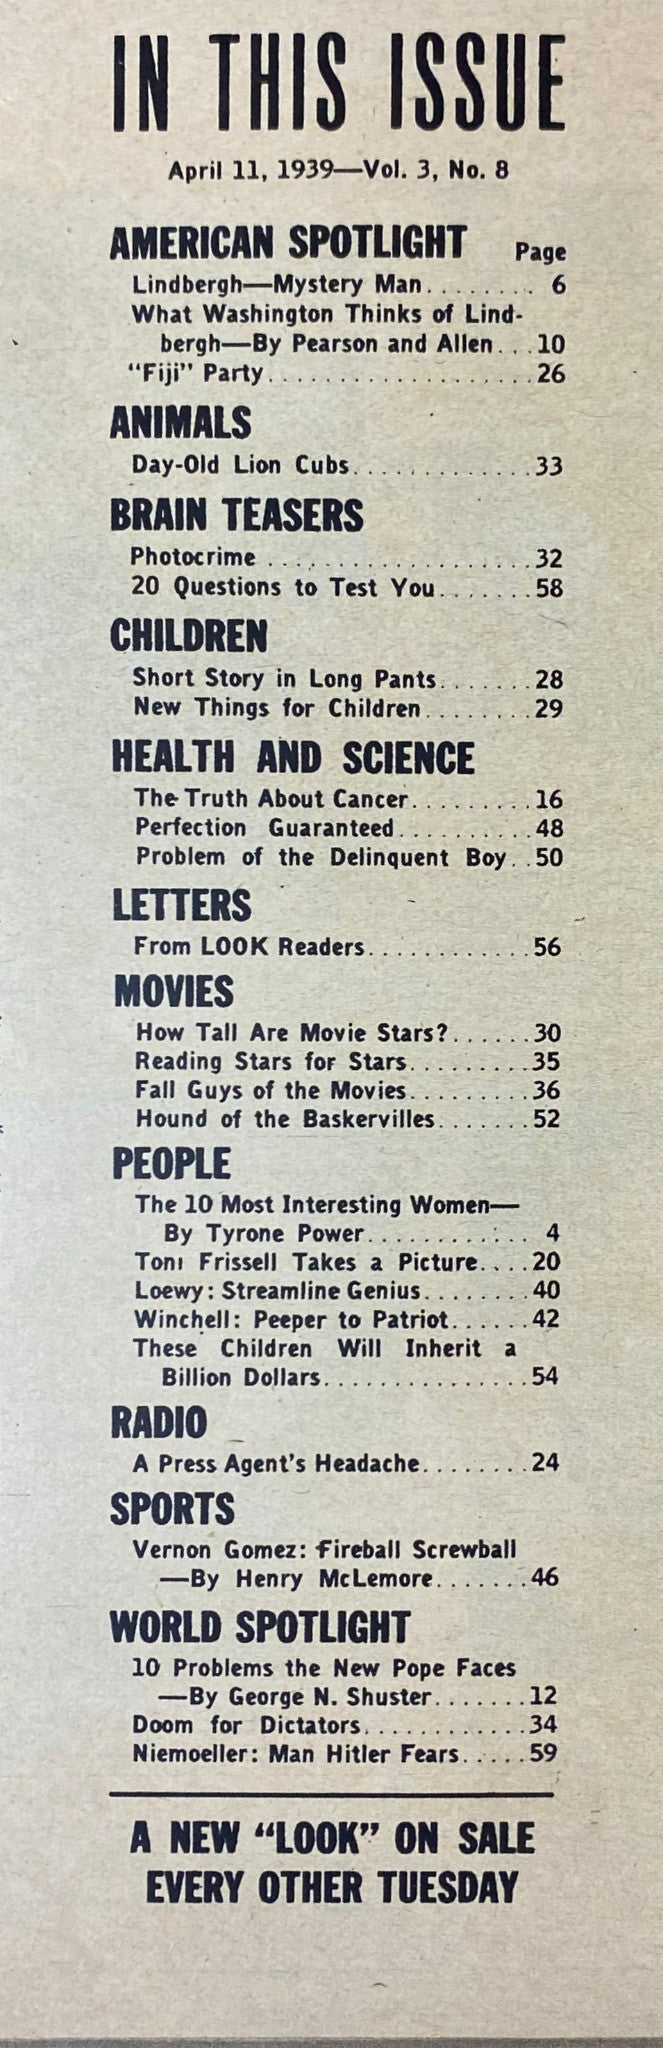 IN THIS ISSUE
April 11, 1939—Vol. 3, No. 8
AMERICAN SPOTLIGHT Page
Lindbergh—Mystery Man........ 6
What Washington Thinks of Lind-
bergh—By Pearson and Allen...10
"Fiji" Party..................26
ANIMALS
Day-Old Lion Cubs.............33
BRAIN TEASERS
Photocrime ...................32
20 Questions to Test You.......58
CHILDREN
Short Story in Long Pants.......28
New Things for Children........29
HEALTH AND SCIENCE
The Truth About Cancer.........16
Perfection Guaranteed..........48
Problem of the Delinquent Boy..50
LETTERS
From LOOK Readers............56
MOVIES
How Tall Are Movie Stars?......30
Reading Stars for Stars.........35
Fall Guys of the Movies.........36
Hound of the Baskervilles.......52
PEOPLE
The 10 Most Interesting Women—
By Tyrone Power............ 4
Toni Frissell Takes a Picture....20
Loewy: Streamline Genius........40
Winchell: Peeper to Patriot......42
These Children Will Inherit a
Billion Dollars...............54
RADIO
A Press Agent's Headache........24
SPORTS
Vernon Gomez: Fireball Screwball
—By Henry McLemore.......46
WORLD SPOTLIGHT
10 Problems the New Pope Faces
—By George N. Shuster.......12
Doom for Dictators............34
Niemoeller: Man Hitler Fears.....59
A NEW "LOOK" ON SALE
EVERY OTHER TUESDAY